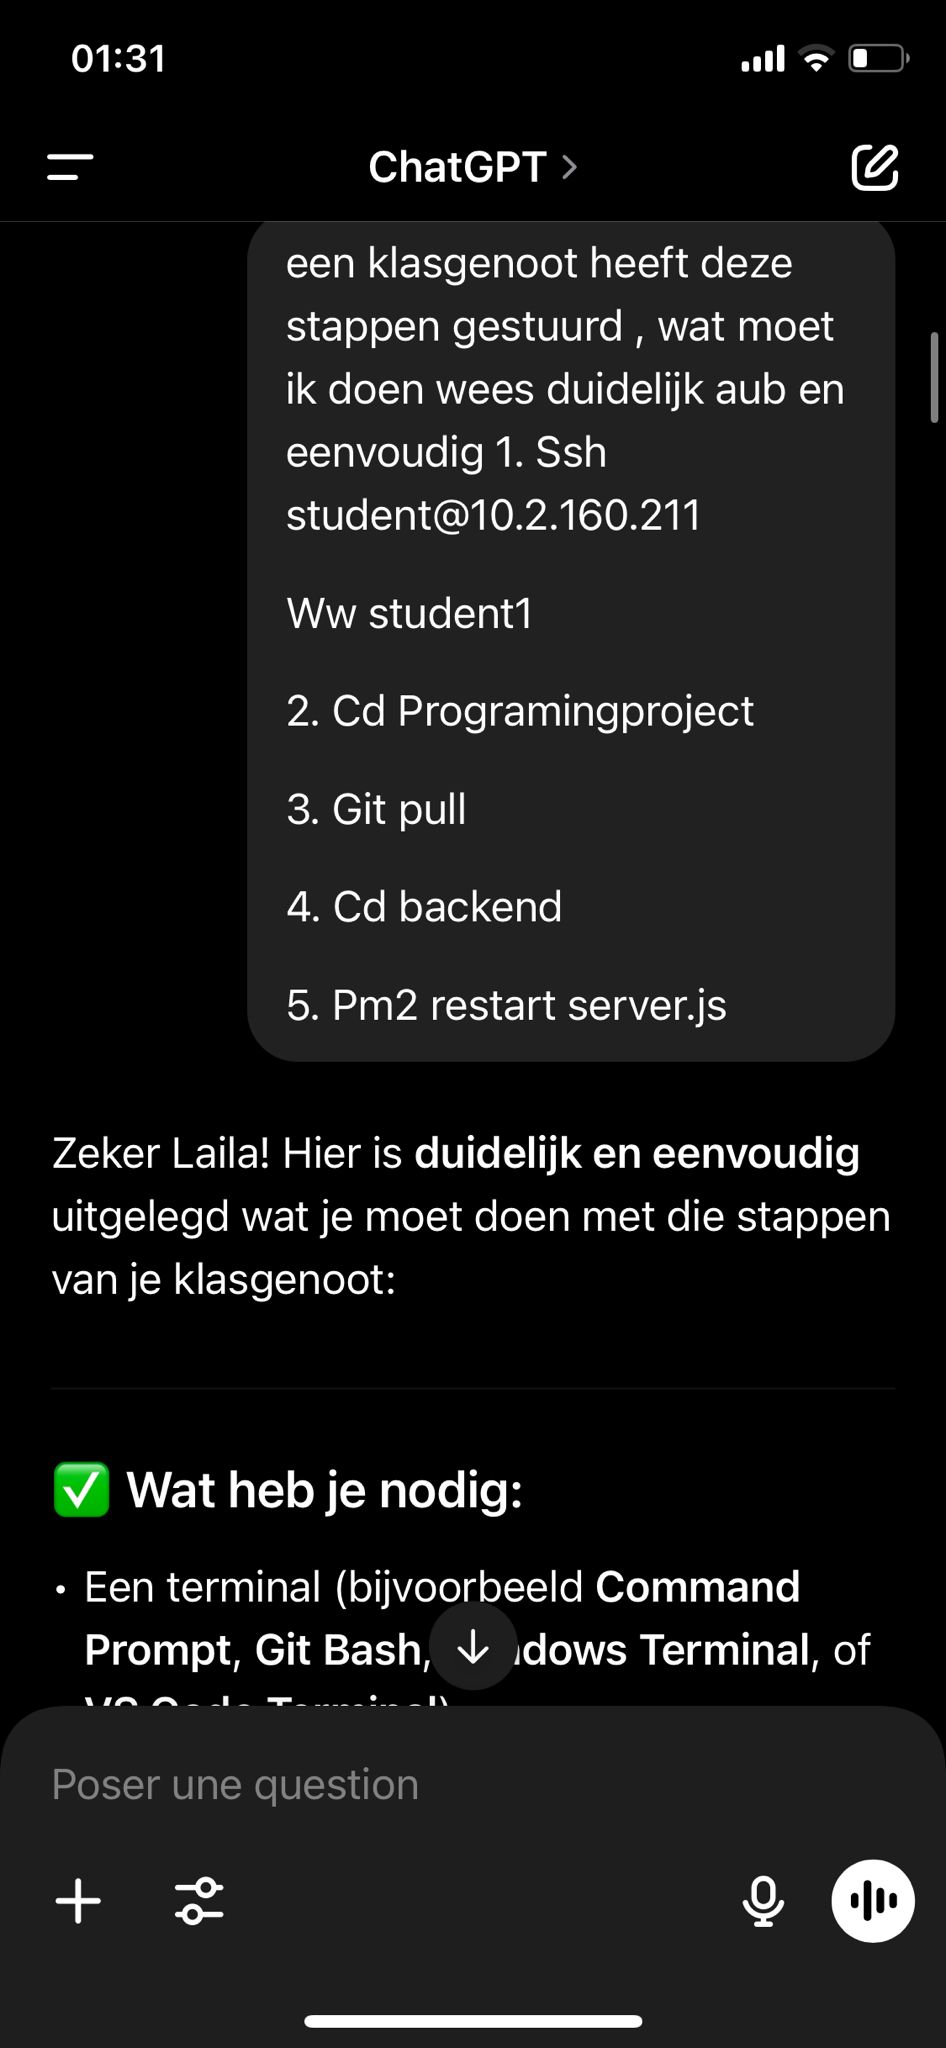 01:31
ChatGPT >
een klasgenoot heeft deze
stappen gestuurd , wat moet
ik doen wees duidelijk aub en
eenvoudig 1. Ssh
student@10.2.160.211
Ww student1
2. Cd Programingproject
3. Git pull
4. Cd backend
5. Pm2 restart server.js
Zeker Laila! Hier is duidelijk en eenvoudig
uitgelegd wat je moet doen met die stappen
van je klasgenoot:
✅ Wat heb je nodig:
• Een terminal (bijvoorbeeld Command
Prompt, Git Bash, dows Terminal, of
VS Code Terminal)
Poser une question